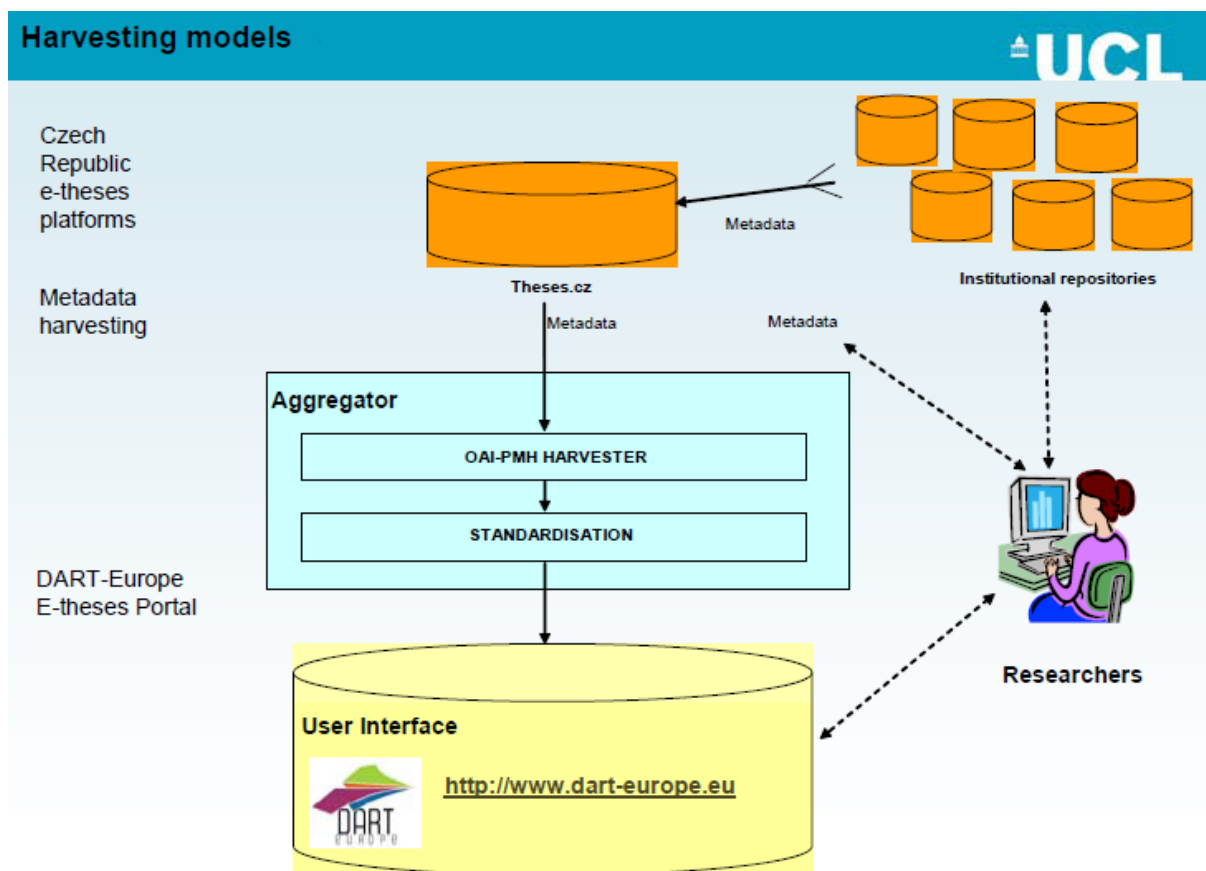 Harvesting models
UCL
Czech
Republic
e-theses
platforms
Metadata
Theses.cz
Institutional repositories
Metadata
harvesting
Metadata
Metadata
Aggregator
OAI-PMH HARVESTER
STANDARDISATION
DART-Europe
E-theses Portal
Researchers
User Interface
http://www.dart-europe.eu
DART
europe